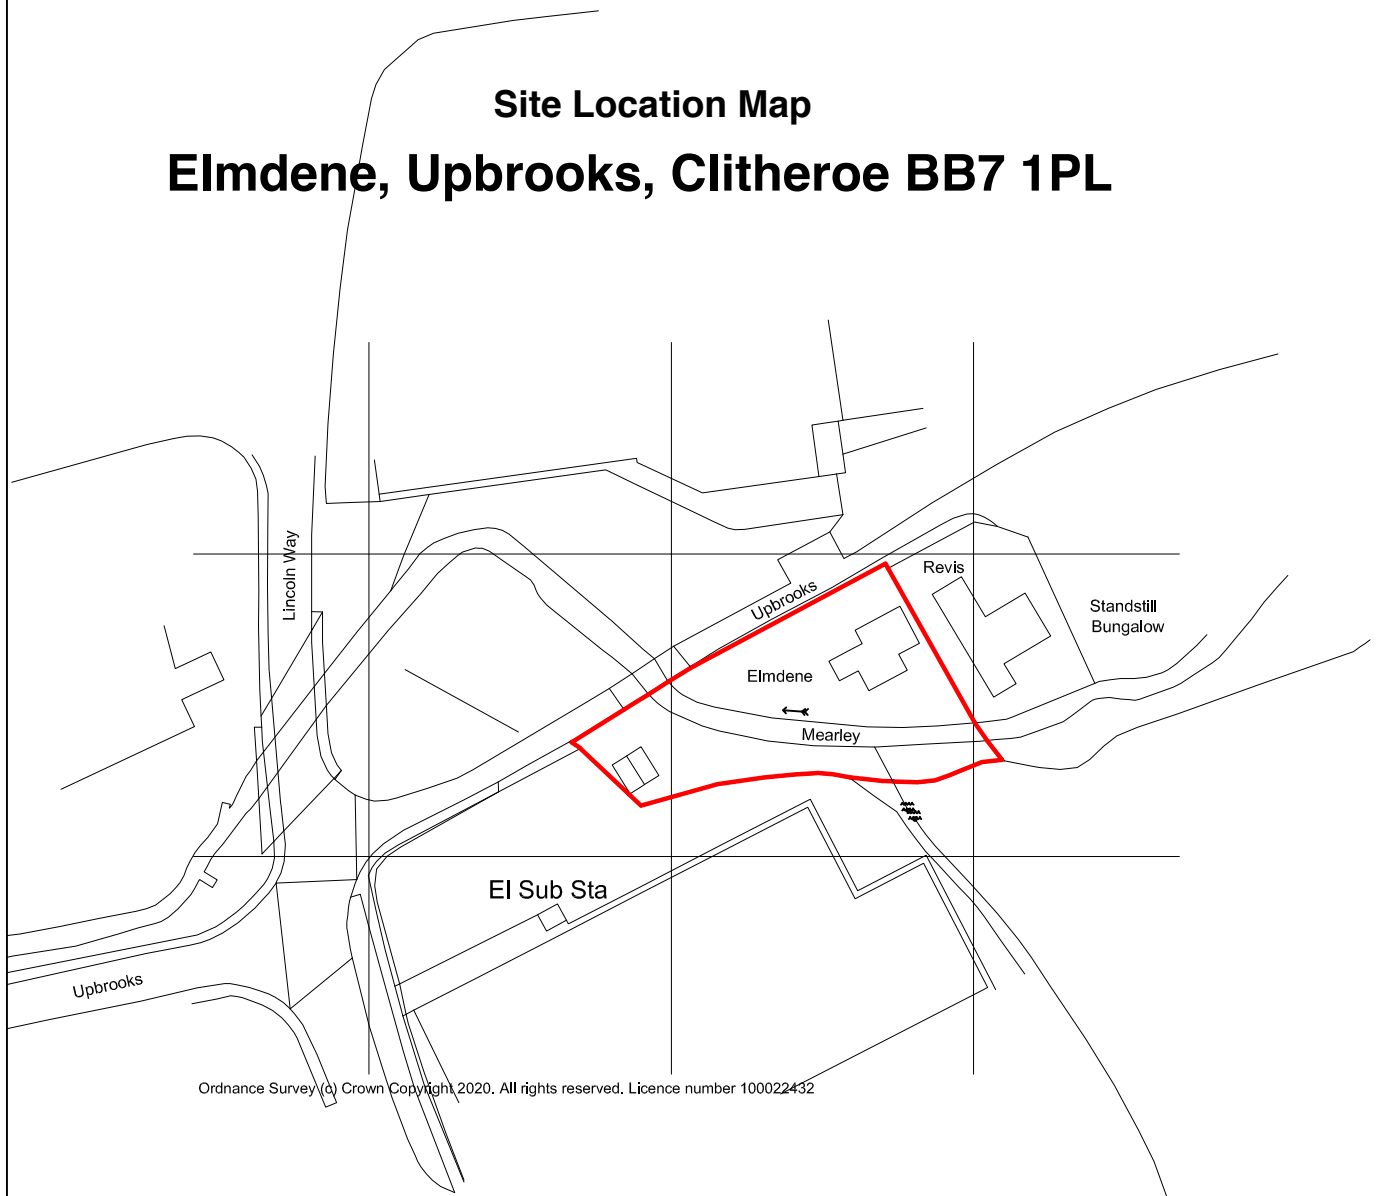 Site Location Map
Elmdene, Upbrooks, Clitheroe BB7 1PL
Lincoln Way
Upbrooks
Revis
Standstill
Bungalow
Elmdene
Mearley
El Sub Sta
Upbrooks
Ordnance Survey (c) Crown Copyright 2020. All rights reserved. Licence number 100022432